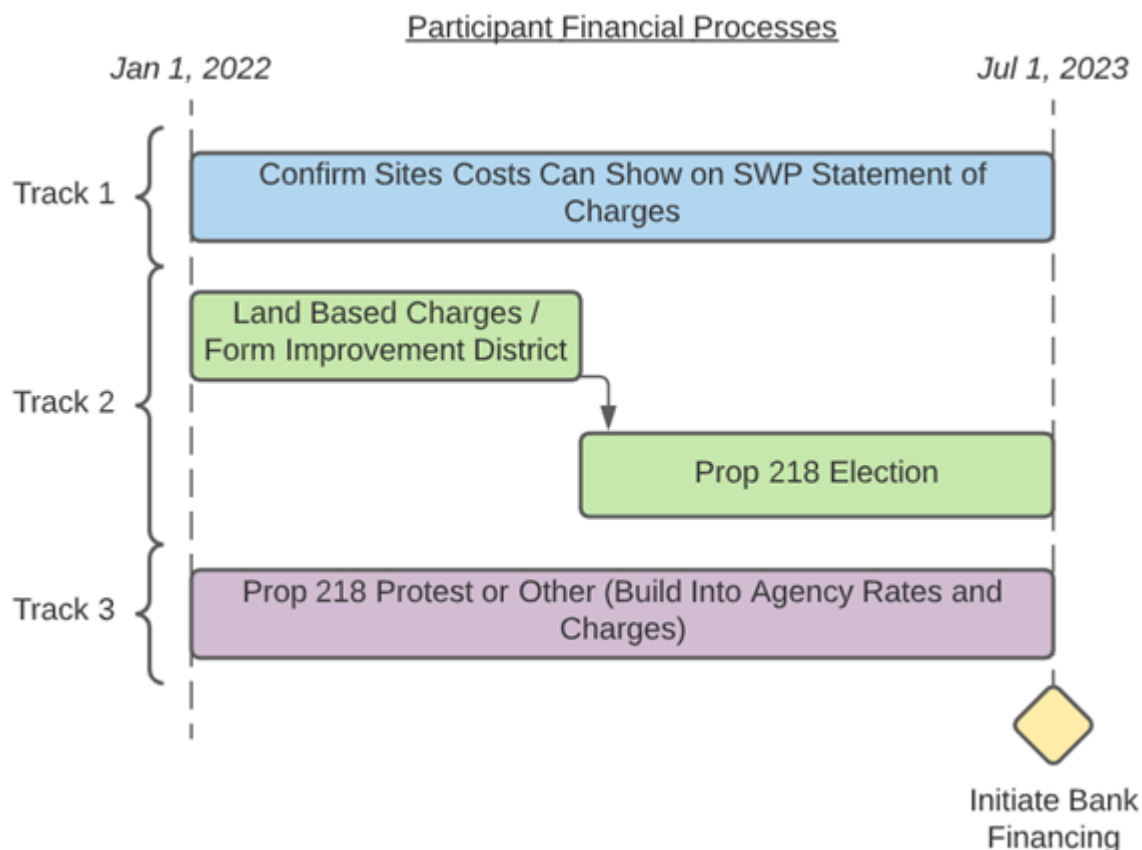 Participant Financial Processes
Jan 1, 2022
Jul 1, 2023
Track 1
Confirm Sites Costs Can Show on SWP Statement of
Charges
Track 2
Land Based Charges /
Form Improvement District
Prop 218 Election
Track 3
Prop 218 Protest or Other (Build Into Agency Rates and
Charges)
Initiate Bank
Financing